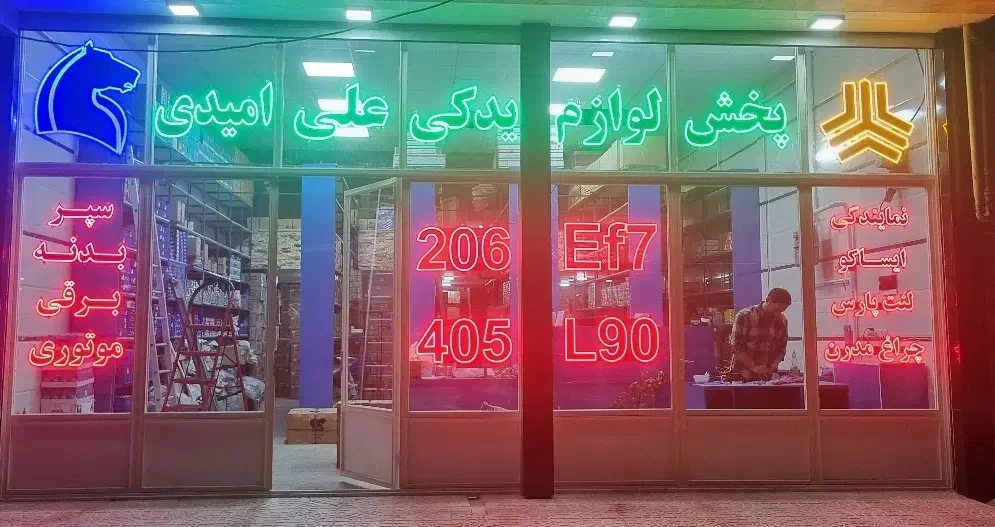 پخش لوازم یدکی علی امیدی
نمایندگی
ایساکو
لنت پارس
چراغ مدرن
206 Ef7
405 L90
سپر
بدنه
برقی
موتوری